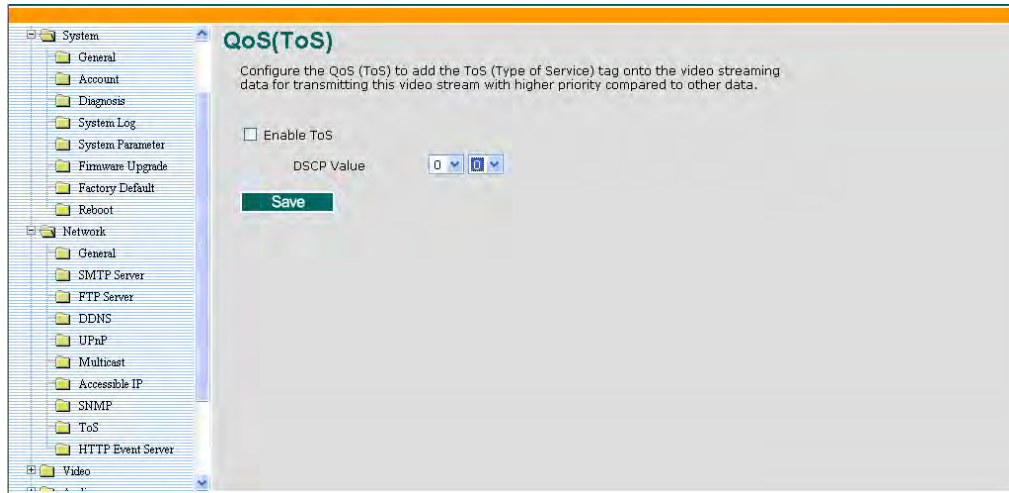 System
General
Account
Diagnosis
System Log
System Parameter
Firmware Upgrade
Factory Default
Reboot
Network
General
SMTP Server
FTP Server
DDNS
UPnP
Multicast
Accessible IP
SNMP
ToS
HTTP Event Server
Video
QoS(ToS)
Configure the QoS (ToS) to add the ToS (Type of Service) tag onto the video streaming
data for transmitting this video stream with higher priority compared to other data.
Enable ToS
DSCP Value 0 0
Save